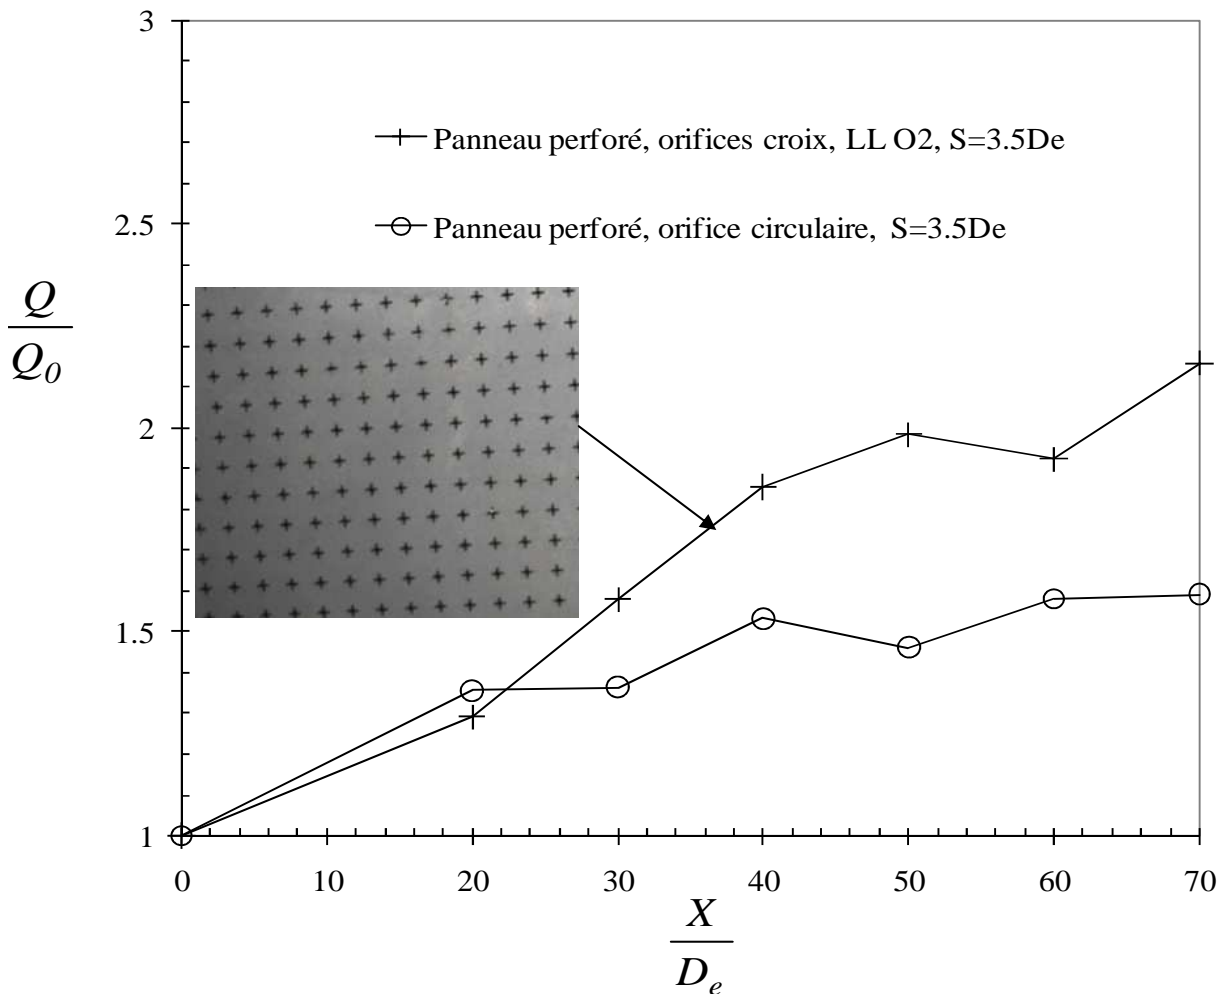 3
Panneau perforé, orifices croix, LL O2, S=3.5De
2.5
Panneau perforé, orifice circulaire, S=3.5De
Q
Q0
2
1.5
1
0 10 20 30 40 50 60 70
X
De